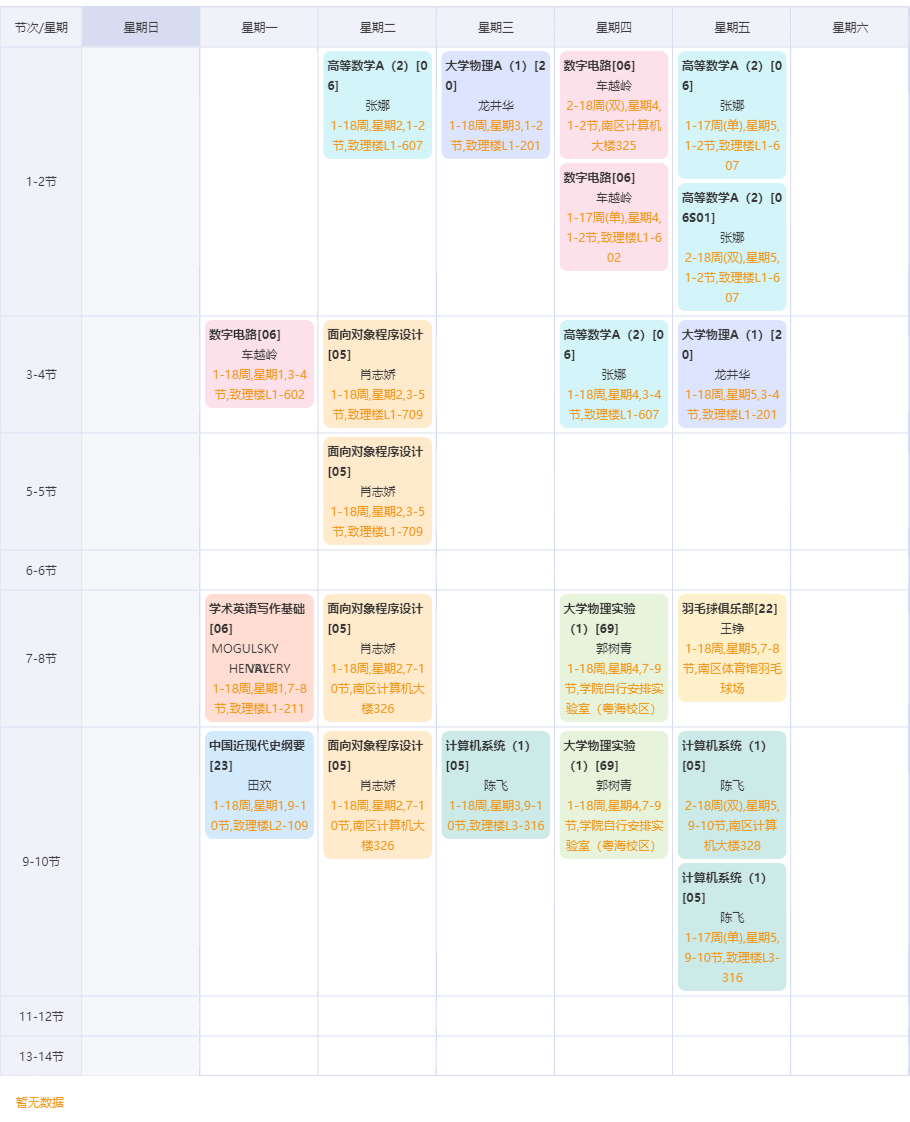 节次/星期 星期日 星期一 星期二 星期三 星期四 星期五 星期六
1-2节
高等数学A（2）[0
6]
张娜
1-18周,星期2,1-2
节,致理楼L1-607
大学物理A（1）[2
0]
龙井华
1-18周,星期3,1-2
节,致理楼L1-201
数字电路[06]
车越岭
2-18周(双),星期4,
1-2节,南区计算机
大楼325
数字电路[06]
车越岭
1-17周(单),星期4,
1-2节,致理楼L1-6
02
高等数学A（2）[0
6]
张娜
1-17周(单),星期5,
1-2节,致理楼L1-6
07
高等数学A（2）[0
6S01]
张娜
2-18周(双),星期5,
1-2节,致理楼L1-6
07
3-4节
数字电路[06]
车越岭
1-18周,星期1,3-4
节,致理楼L1-602
面向对象程序设计
[05]
肖志娇
1-18周,星期2,3-5
节,致理楼L1-709
高等数学A（2）[0
6]
张娜
1-18周,星期4,3-4
节,致理楼L1-607
大学物理A（1）[2
0]
龙井华
1-18周,星期5,3-4
节,致理楼L1-201
5-5节
面向对象程序设计
[05]
肖志娇
1-18周,星期2,3-5
节,致理楼L1-709
6-6节
7-8节
学术英语写作基础
[06]
MOGULSKY
1-18周,星期1,7-8
节,致理楼L1-211
面向对象程序设计
[05]
肖志娇
1-18周,星期2,7-1
0节,南区计算机大
楼326
大学物理实验
（1）[69]
郭树青
1-18周,星期4,7-9
节,学院自行安排实
验室（粤海校区）
羽毛球俱乐部[22]
王铮
1-18周,星期5,7-8
节,南区体育馆羽毛
球场
9-10节
中国近现代史纲要
[23]
田欢
1-18周,星期1,9-1
0节,致理楼L2-109
面向对象程序设计
[05]
肖志娇
1-18周,星期2,7-1
0节,南区计算机大
楼326
计算机系统（1）
[05]
陈飞
1-18周,星期3,9-1
0节,致理楼L3-316
大学物理实验
（1）[69]
郭树青
1-18周,星期4,7-9
节,学院自行安排实
验室（粤海校区）
计算机系统（1）
[05]
陈飞
2-18周(双),星期5,
9-10节,南区计算
机大楼328
计算机系统（1）
[05]
陈飞
1-17周(单),星期5,
9-10节,致理楼L3-
316
11-12节
13-14节
暂无数据